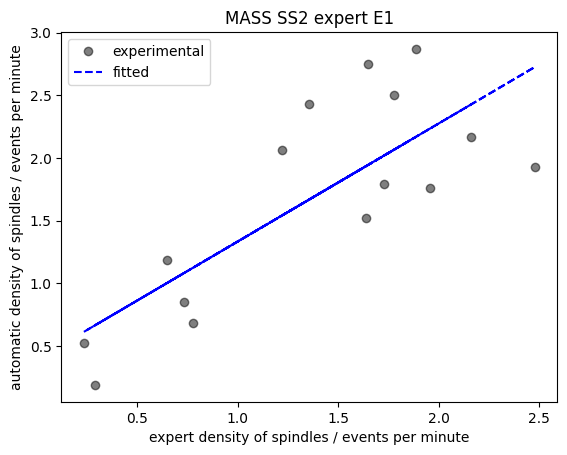 MASS SS2 expert E1
experimental
fitted
automatic density of spindles / events per minute
3.0
2.5
2.0
1.5
1.0
0.5
0.5 1.0 1.5 2.0 2.5
expert density of spindles / events per minute